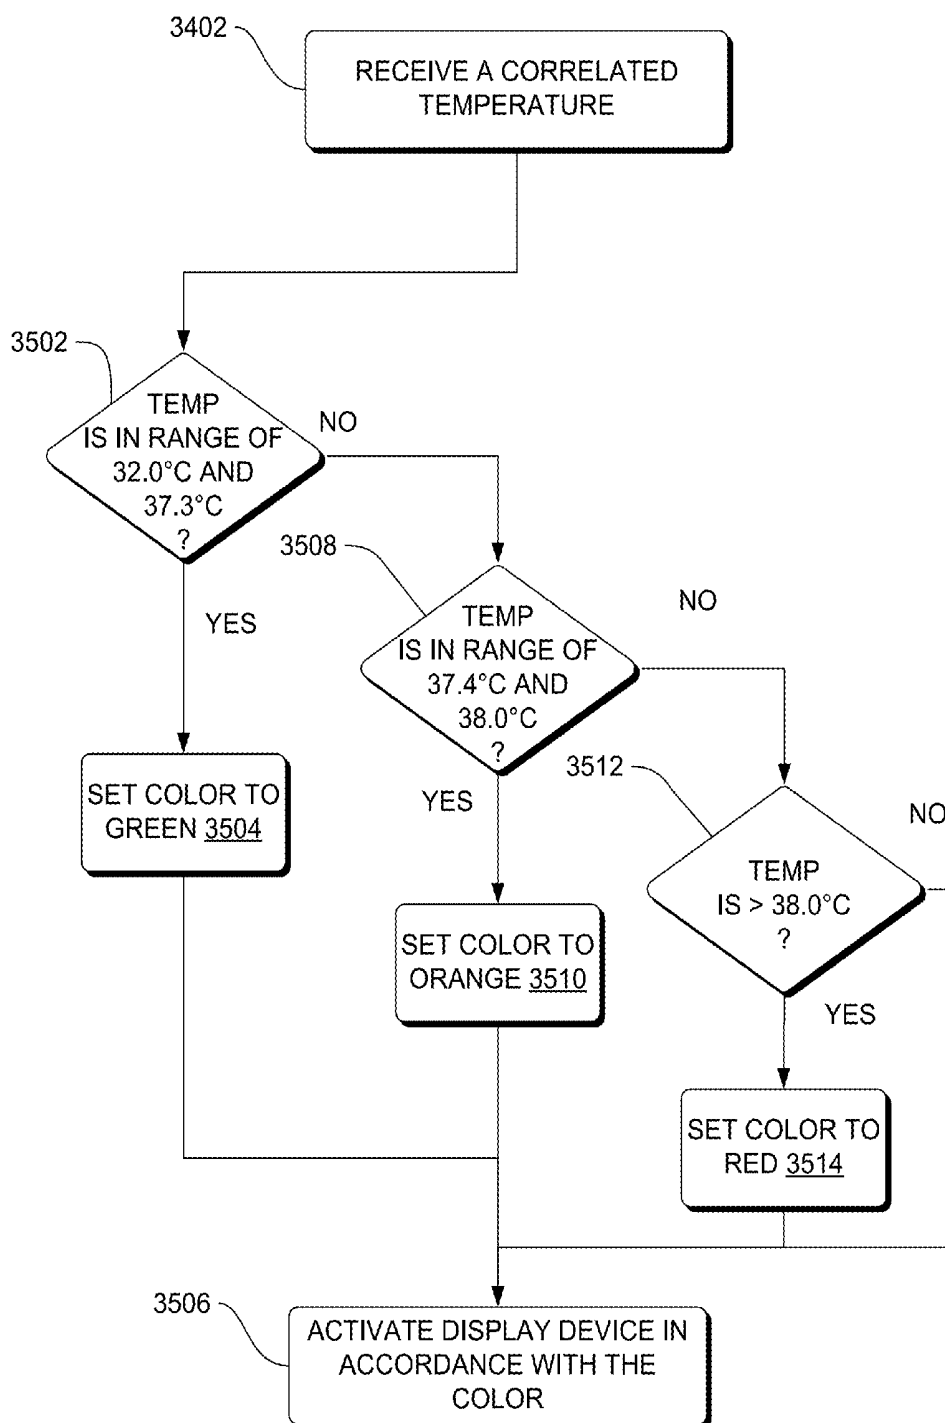 3402
RECEIVE A CORRELATED
TEMPERATURE
3502
TEMP
IS IN RANGE OF
32.0°C AND
37.3°C
?
NO
YES
3508
TEMP
IS IN RANGE OF
37.4°C AND
38.0°C
?
NO
YES
SET COLOR TO
GREEN 3504
3512
TEMP
IS > 38.0°C
?
NO
YES
SET COLOR TO
ORANGE 3510
SET COLOR TO
RED 3514
3506
ACTIVATE DISPLAY DEVICE IN
ACCORDANCE WITH THE
COLOR